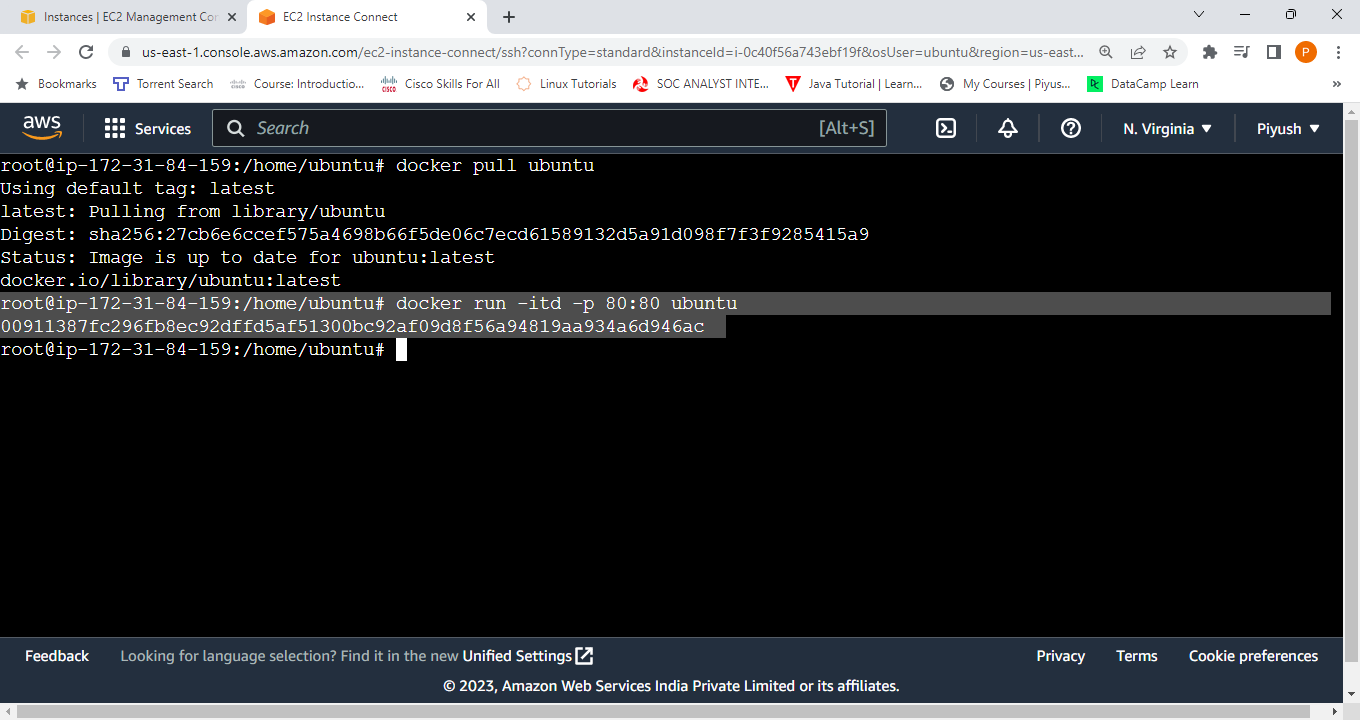 Instances | EC2 Management Con
EC2 Instance Connect
us-east-1.console.aws.amazon.com/ec2-instance-connect/ssh?connType=standard&instanceId=i-0c40f56a743ebf19f&osUser=ubuntu&region=us-east...
P
Bookmarks
Torrent Search
Course: Introductio...
Cisco Skills For All
Linux Tutorials
SOC ANALYST INTE...
Java Tutorial | Learn...
My Courses | Piyus...
DataCamp Learn
aws
Services
Search
[Alt+S]
N. Virginia
Piyush
root@ip-172-31-84-159:/home/ubuntu# docker pull ubuntu
Using default tag: latest
latest: Pulling from library/ubuntu
Digest: sha256:27cb6e6ccef575a4698b66f5de06c7ecd61589132d5a91d098f7f3f9285415a9
Status: Image is up to date for ubuntu:latest
docker.io/library/ubuntu:latest
root@ip-172-31-84-159:/home/ubuntu# docker run -itd -p 80:80 ubuntu
00911387fc296fb8ec92dffd5af51300bc92af09d8f56a94819aa934a6d946ac
root@ip-172-31-84-159:/home/ubuntu#
Feedback
Looking for language selection? Find it in the new Unified Settings
Privacy
Terms
Cookie preferences
© 2023, Amazon Web Services India Private Limited or its affiliates.